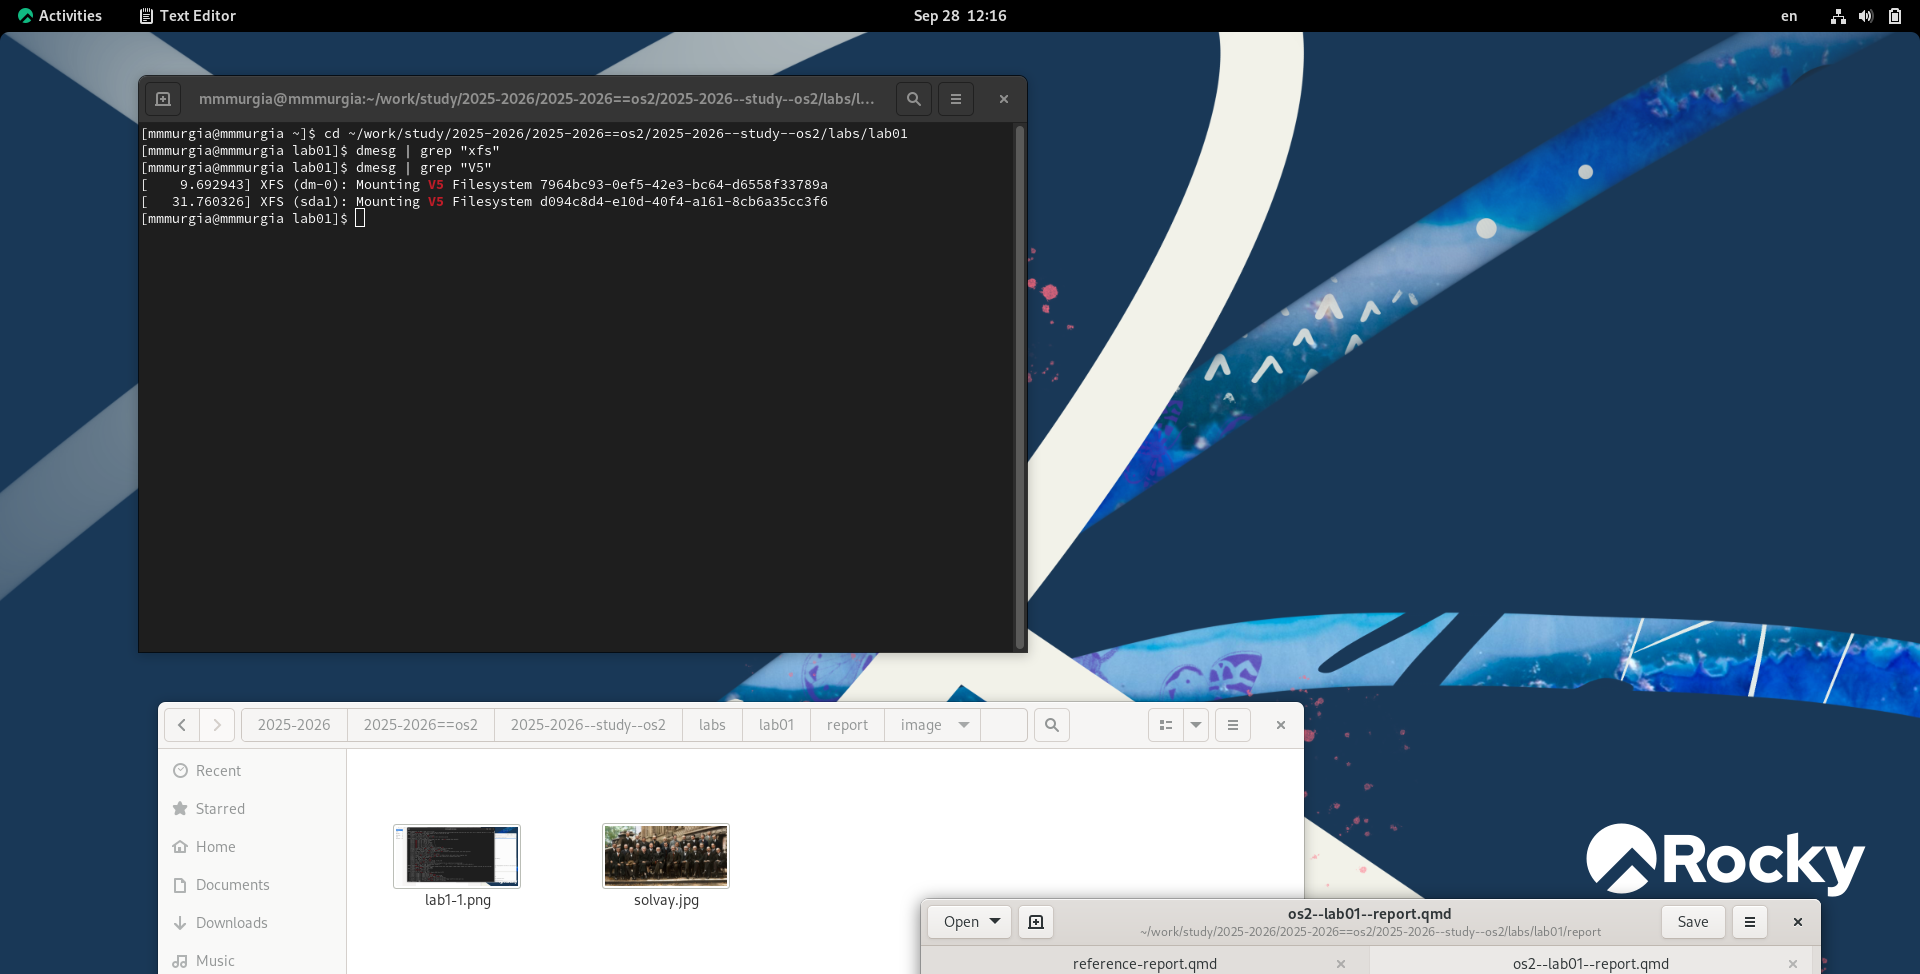 Activities
Text Editor
Sep 28 12:16
en
mmmurgia@mmmurgia:~/work/study/2025-2026/2025-2026==os2/2025-2026--study--os2/labs/l...
[mmmurgia@mmmurgia ~]$ cd ~/work/study/2025-2026/2025-2026==os2/2025-2026--study--os2/labs/lab01
[mmmurgia@mmmurgia lab01]$ dmesg | grep "xfs"
[mmmurgia@mmmurgia lab01]$ dmesg | grep "V5"
[    9.692943] XFS (dm-0): Mounting V5 Filesystem 7964bc93-0ef5-42e3-bc64-d6558f33789a
[   31.760326] XFS (sda1): Mounting V5 Filesystem d094c8d4-e10d-40f4-a161-8cb6a35cc3f6
[mmmurgia@mmmurgia lab01]$
2025-2026
2025-2026==os2
2025-2026--study--os2
labs
lab01
report
image
Recent
Starred
Home
Documents
Downloads
Music
lab1-1.png
solvay.jpg
Rocky
Open
os2--lab01--report.qmd
~/work/study/2025-2026/2025-2026==os2/2025-2026--study--os2/labs/lab01/report
Save
reference-report.qmd
os2--lab01--report.qmd